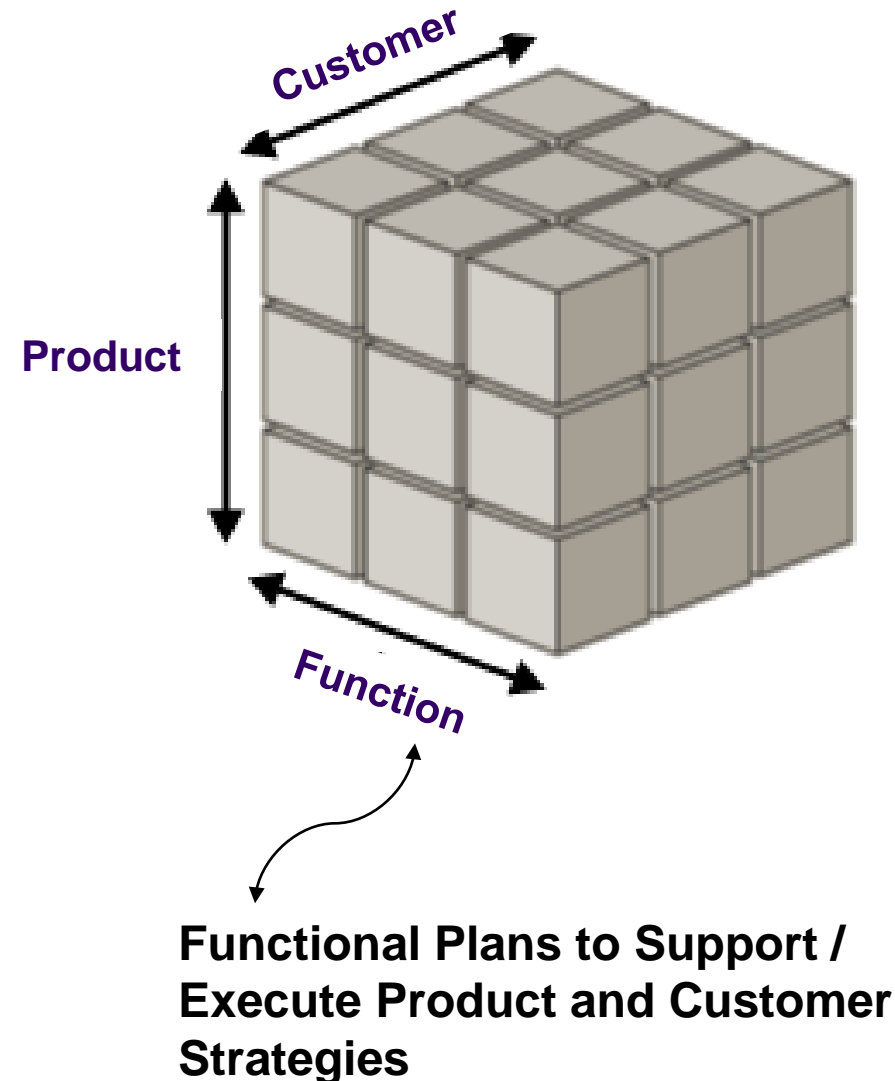 Customer
Product
Function
Functional Plans to Support /
Execute Product and Customer
Strategies